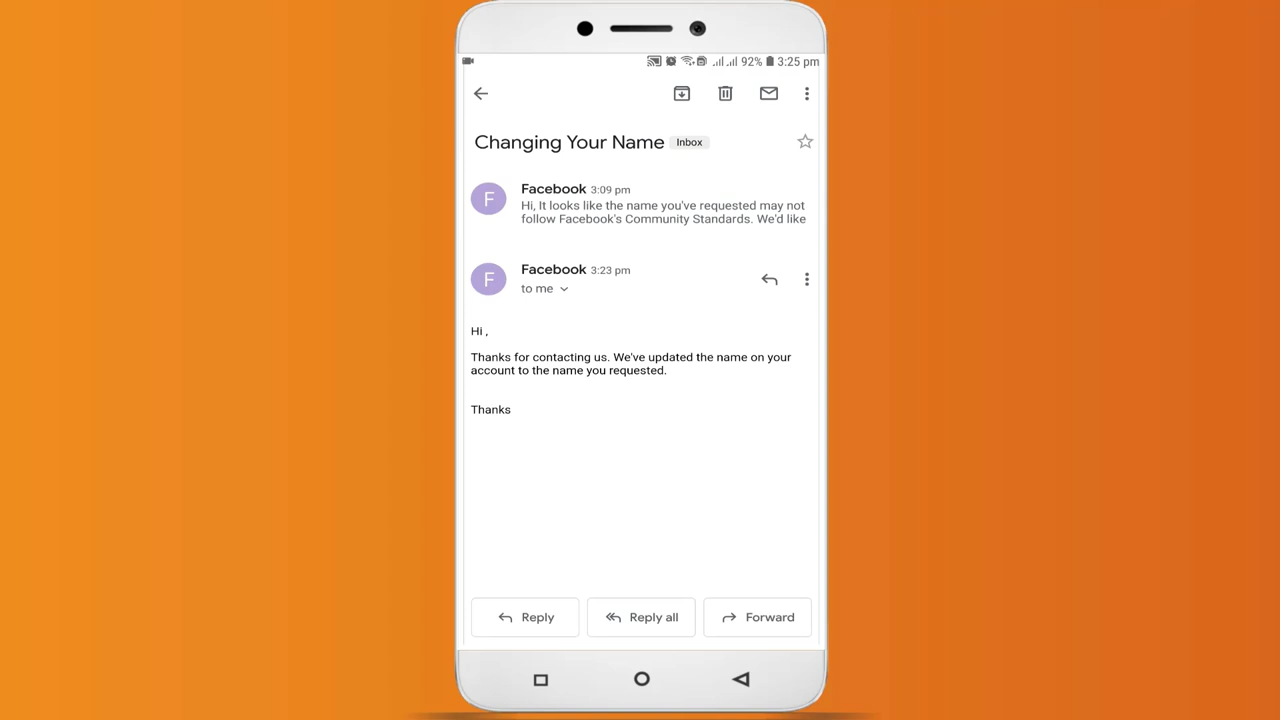 92% 3:25 pm
Changing Your Name Inbox
F Facebook 3:09 pm
Hi, It looks like the name you've requested may not
follow Facebook's Community Standards. We'd like
F Facebook 3:23 pm
to me
Hi ,
Thanks for contacting us. We've updated the name on your
account to the name you requested.
Thanks
Reply Reply all Forward